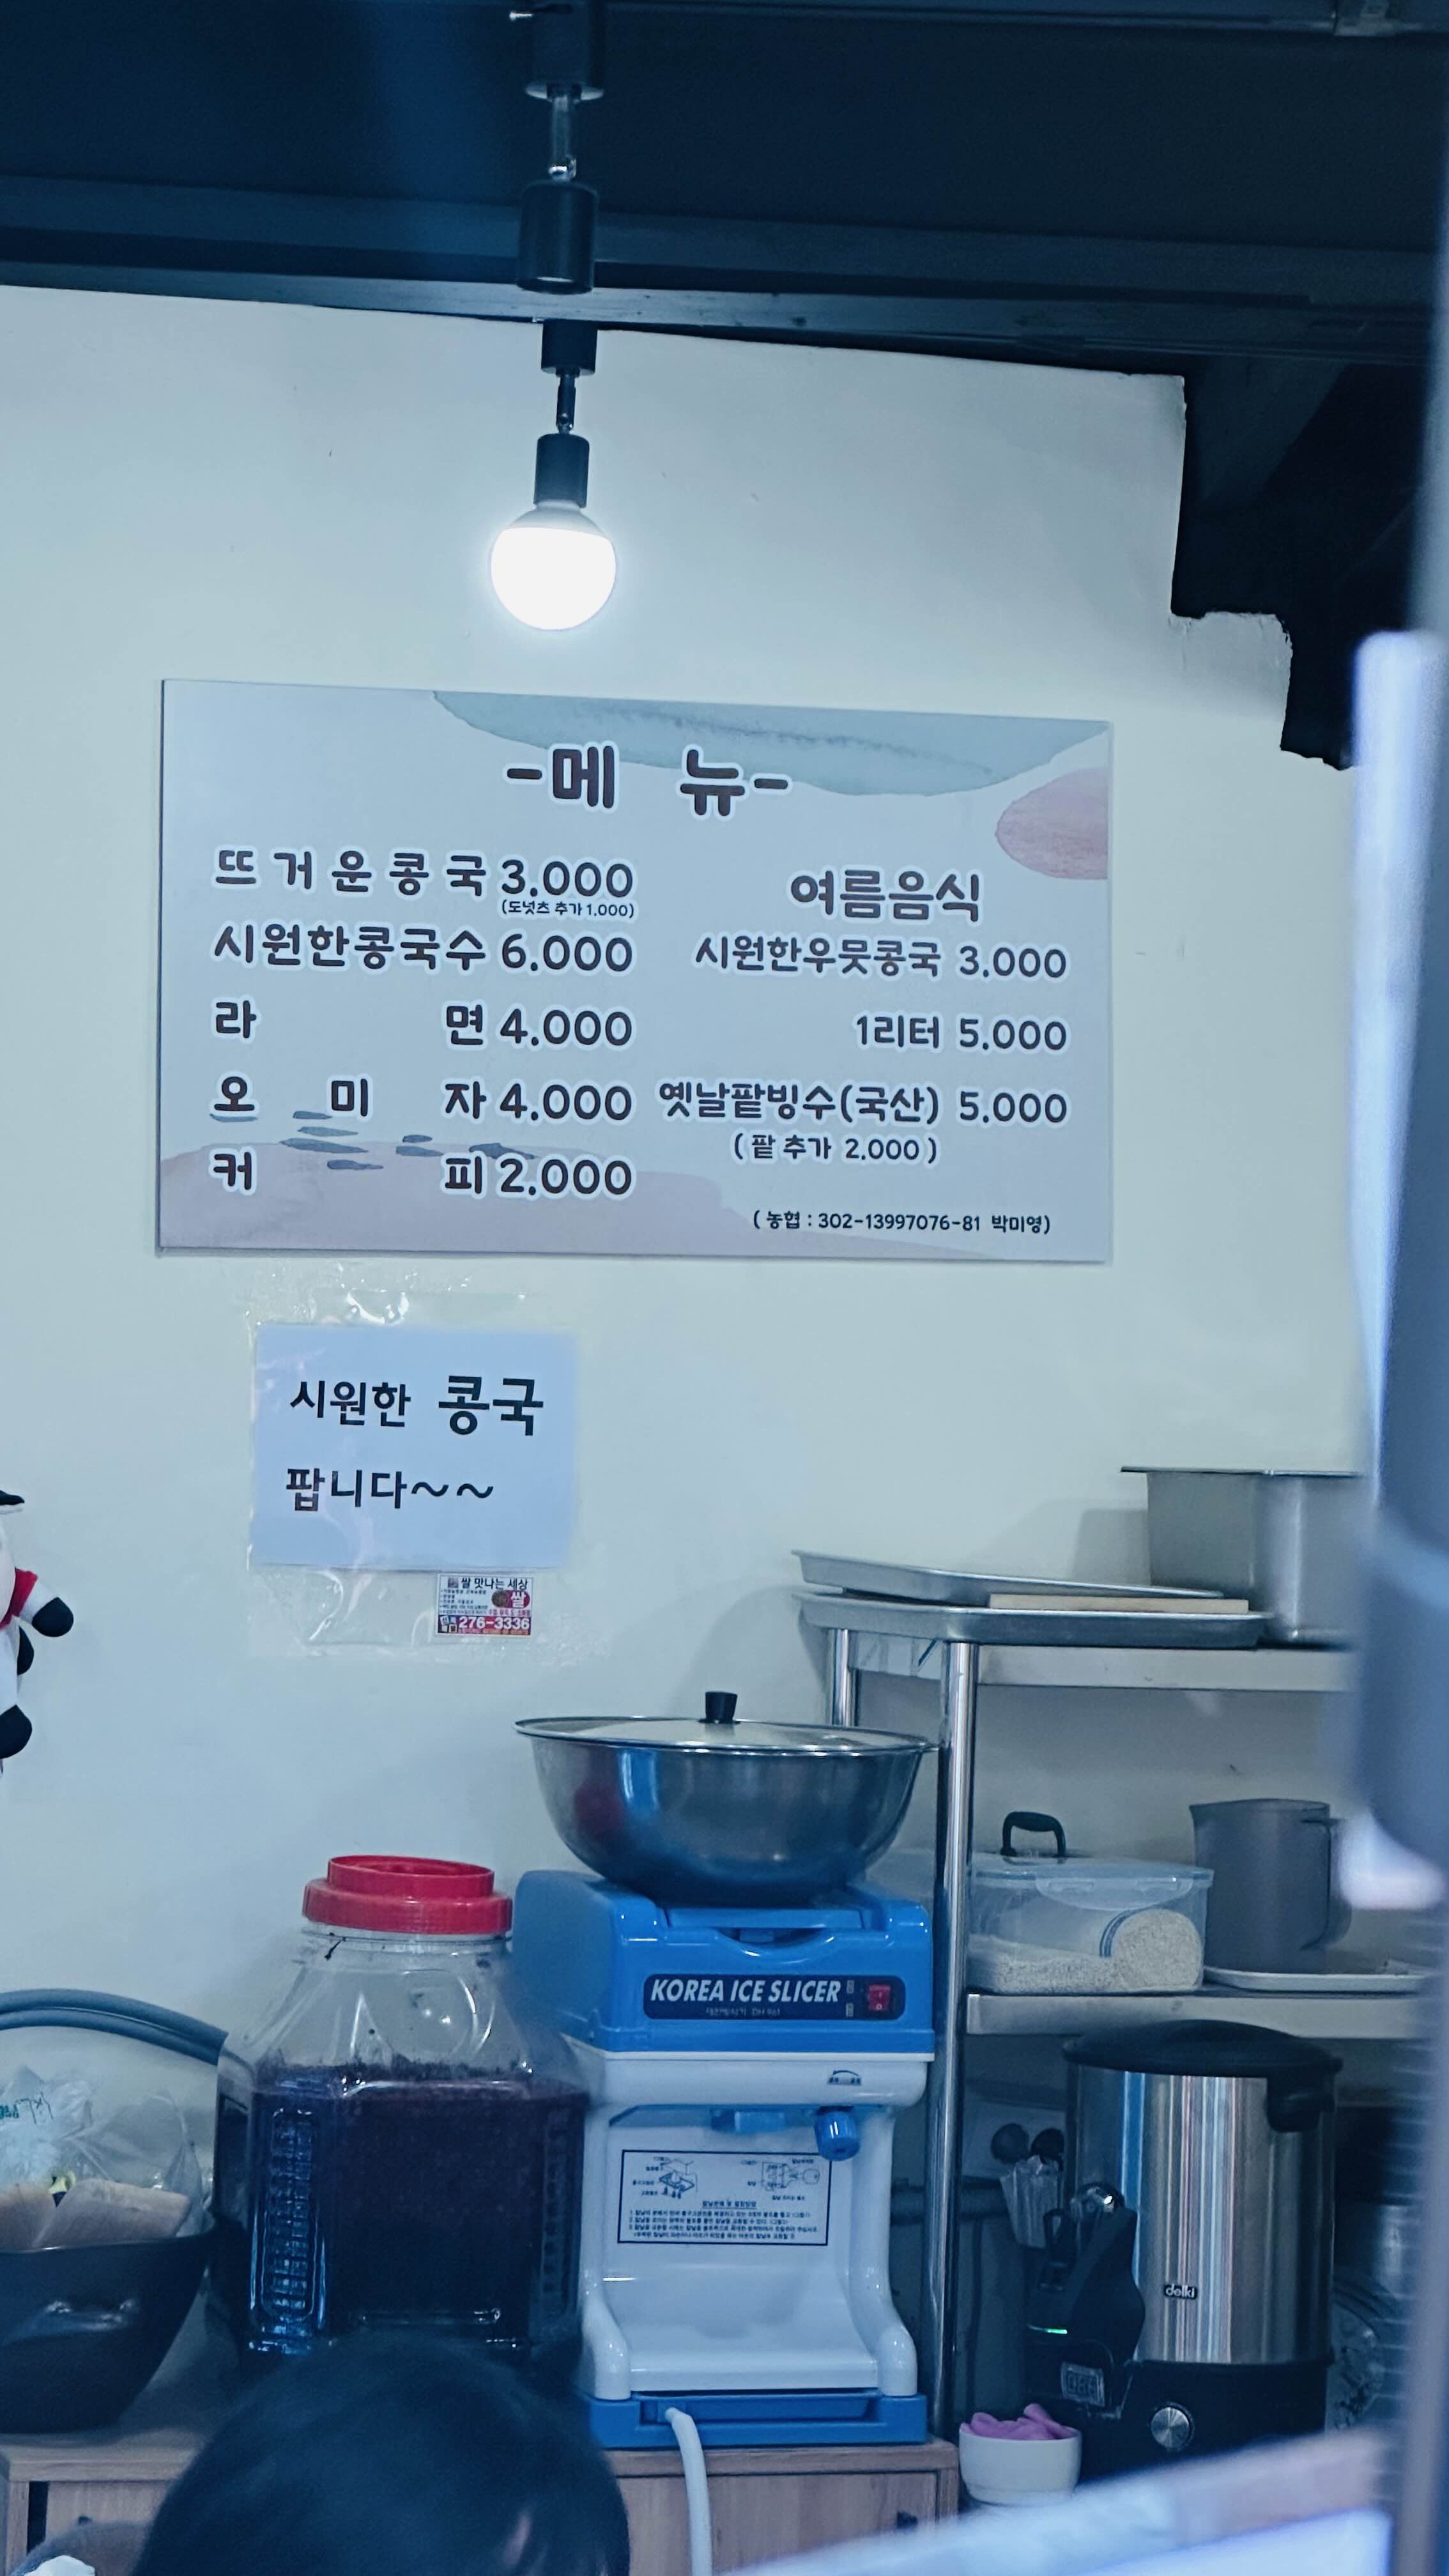 -메 뉴-
뜨거운콩국 3.000
(도넛츠 추가 1.000)
시원한콩국수 6.000
라면 4.000
오미자 4.000
커피 2.000
여름음식
시원한우뭇콩국 3.000
1리터 5.000
옛날팥빙수(국산) 5.000
(팥 추가 2.000)
(농협 : 302-13997076-81 박미영)
시원한 콩국
팝니다~~
쌀 맛나는 세상
쌀
276-3336
KOREA ICE SLICER
delki